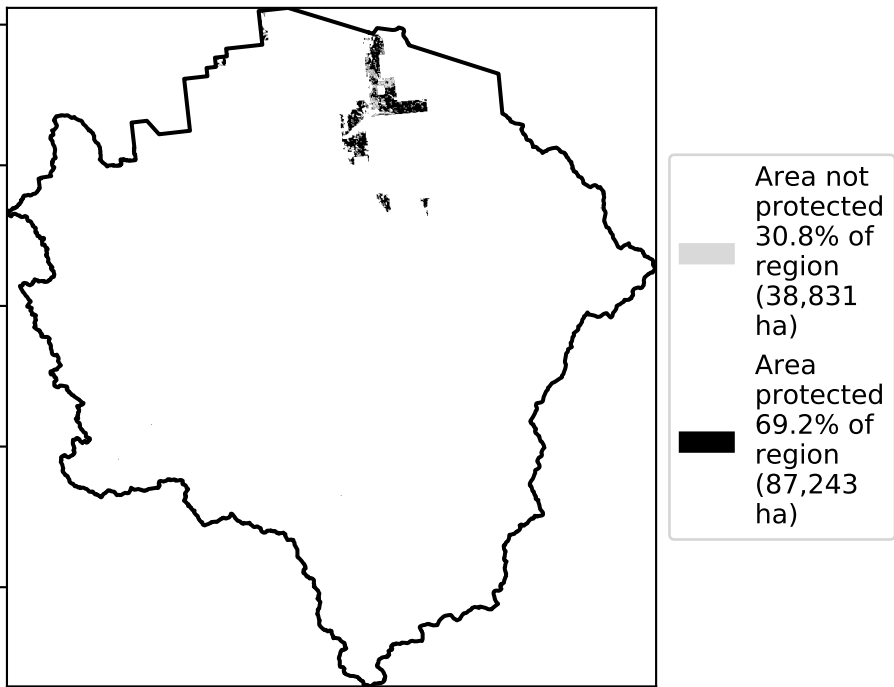 Area not
protected
30.8% of
region
(38,831
ha)
Area
protected
69.2% of
region
(87,243
ha)